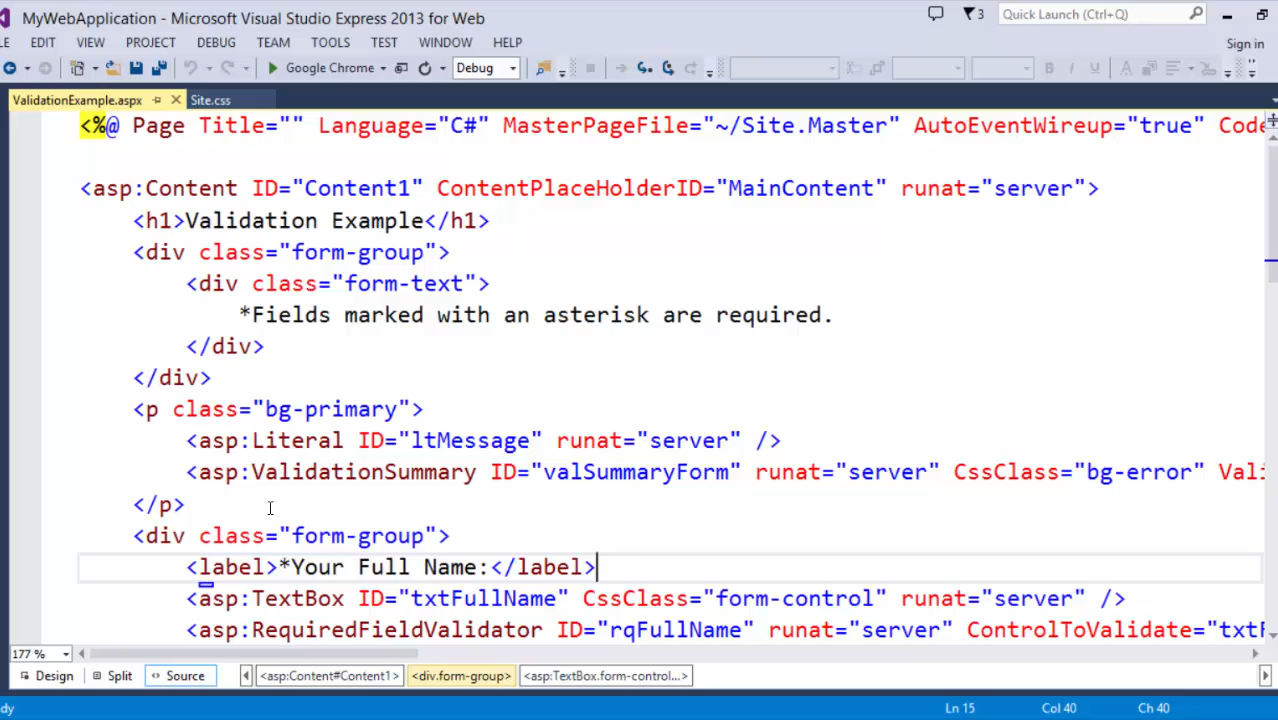 MyWebApplication - Microsoft Visual Studio Express 2013 for Web
3
Quick Launch (Ctrl+Q)
EDIT VIEW PROJECT DEBUG TEAM TOOLS TEST WINDOW HELP
Sign in
Google Chrome
Debug
B I U A
ValidationExample.aspx
Site.css
<%@ Page Title="" Language="C#" MasterPageFile="~/Site.Master" AutoEventWireup="true"
<asp:Content ID="Content1" ContentPlaceHolderID="MainContent" runat="server">
<h1>Validation Example</h1>
<div class="form-group">
<div class="form-text">
*Fields marked with an asterisk are required.
</div>
</div>
<p class="bg-primary">
<asp:Literal ID="ltMessage" runat="server" />
<asp:ValidationSummary ID="valSummaryForm" runat="server" CssClass="bg-error"
</p>
<div class="form-group">
<label>*Your Full Name:</label>
<asp:TextBox ID="txtFullName" CssClass="form-control" runat="server" />
<asp:RequiredFieldValidator ID="rqFullName" runat="server" ControlToValidate=
177 %
Design Split Source <asp:Content#Content1> <div.form-group> <asp:TextBox.form-control...>
Ln 15 Col 40 Ch 40